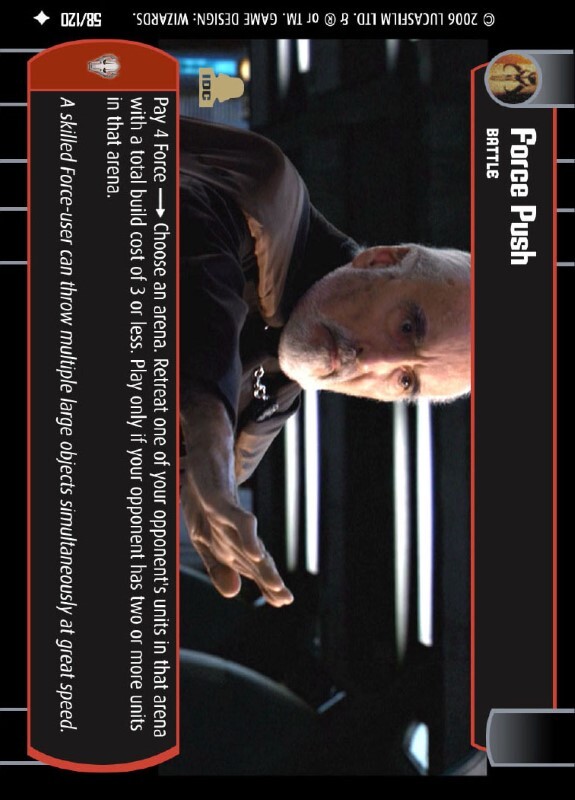 Force Push
BATTLE
IDC
Pay 4 Force → Choose an arena. Retreat one of your opponent's units in that arena
with a total build cost of 3 or less. Play only if your opponent has two or more units
in that arena.
A skilled Force-user can throw multiple large objects simultaneously at great speed.
© 2006 LUCASFILM LTD. & ® or TM. GAME DESIGN: WIZARDS.
58/120